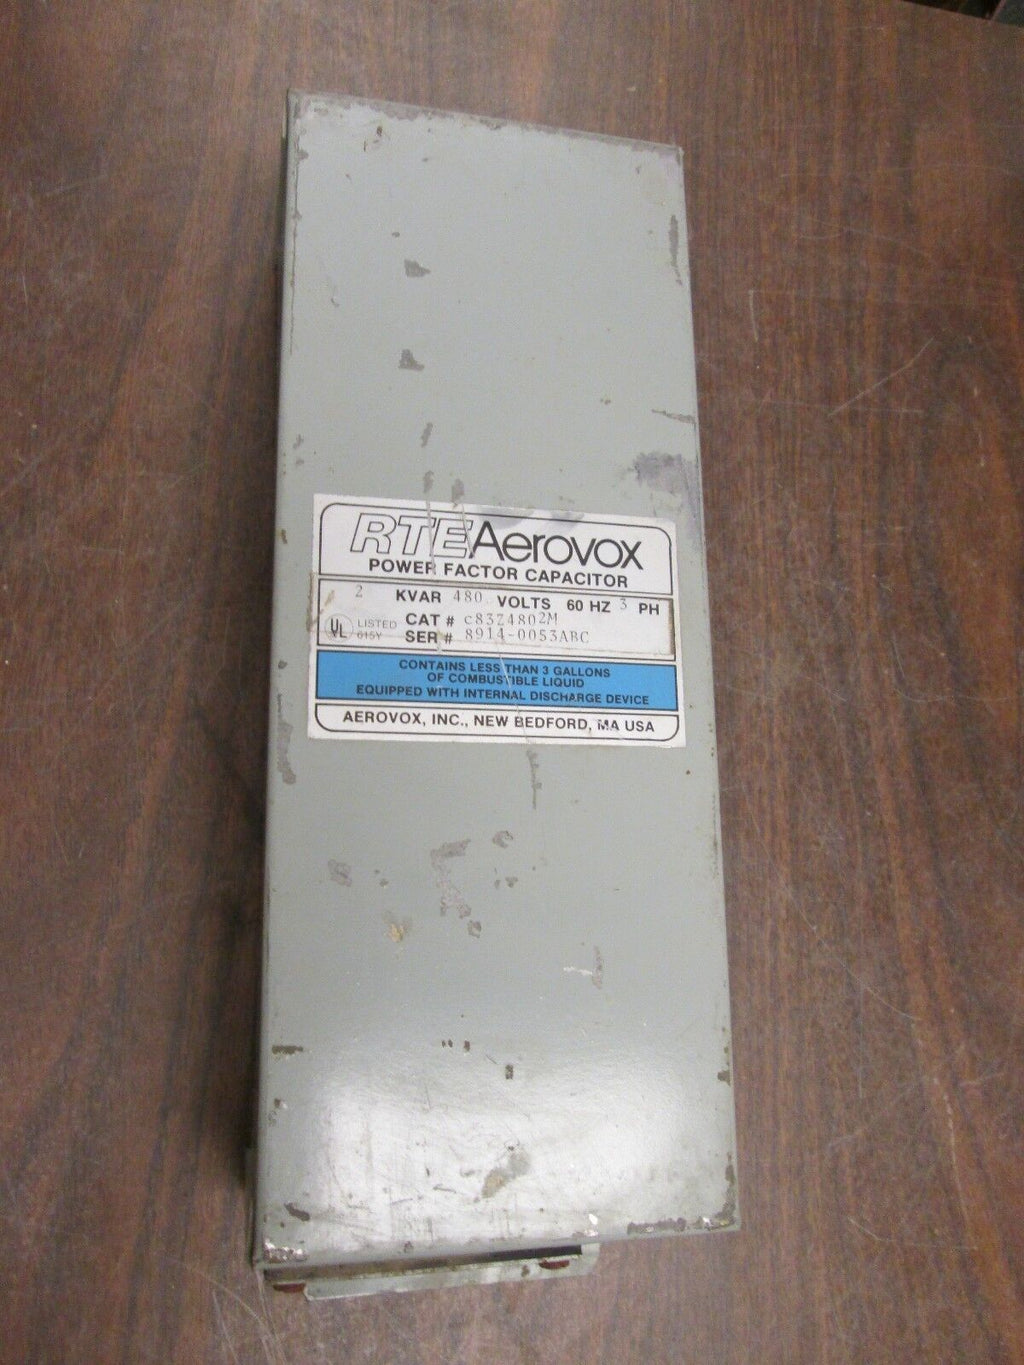 RTE Aerovox
POWER FACTOR CAPACITOR
2 KVAR 480 VOLTS 60 HZ 3 PH
UL LISTED 615Y CAT # c83Z4802M
SER # 8914-0053ABC
CONTAINS LESS THAN 3 GALLONS
OF COMBUSTIBLE LIQUID
EQUIPPED WITH INTERNAL DISCHARGE DEVICE
AEROVOX, INC., NEW BEDFORD, MA USA